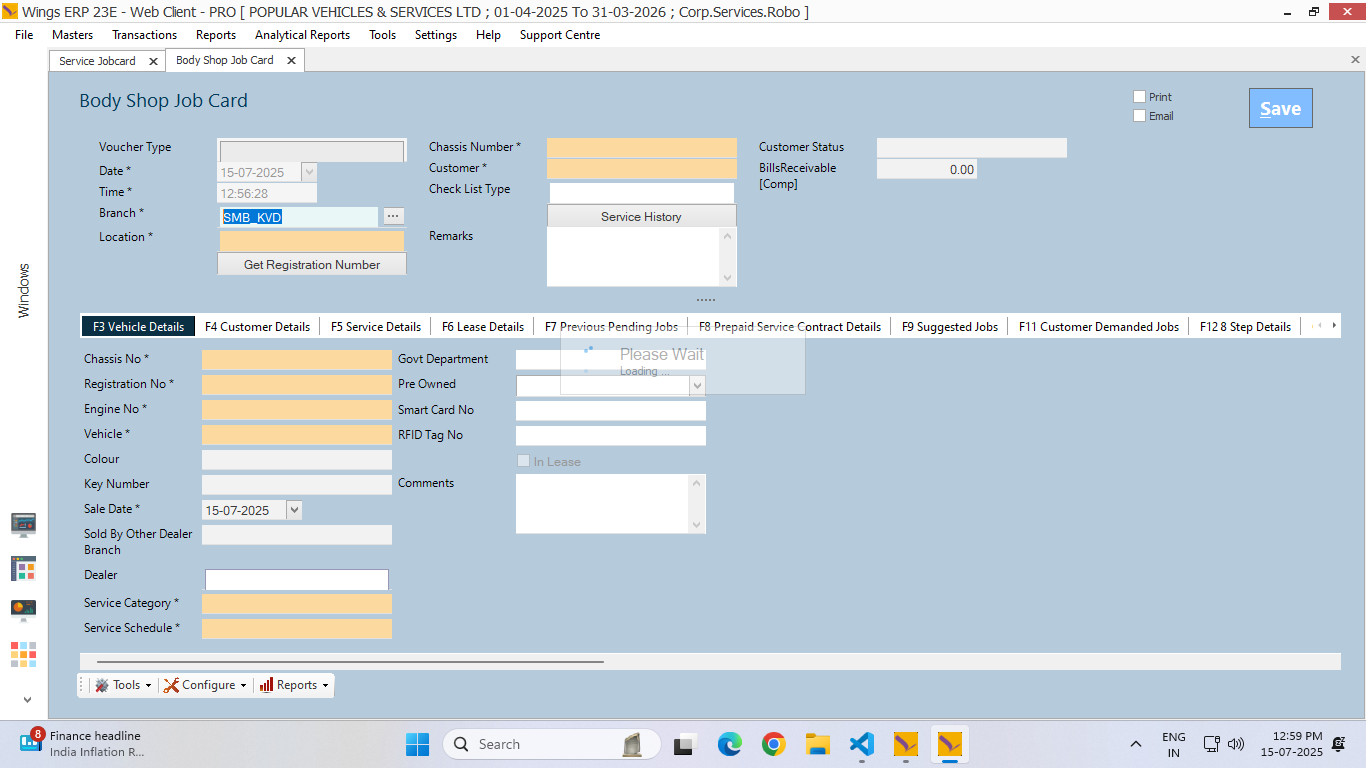 Wings ERP 23E - Web Client - PRO [ POPULAR VEHICLES & SERVICES LTD ; 01-04-2025 To 31-03-2026 ; Corp.Services.Robo ]
File Masters Transactions Reports Analytical Reports Tools Settings Help Support Centre
Service Jobcard Body Shop Job Card
Body Shop Job Card
Print
Email
Save
Voucher Type
Date *
15-07-2025
Time *
12:56:28
Branch *
SMB_KVD
...
Location *
Get Registration Number
Chassis Number *
Customer *
Check List Type
Service History
Remarks
Customer Status
BillsReceivable
[Comp]
0.00
F3 Vehicle Details F4 Customer Details F5 Service Details F6 Lease Details F7 Previous Pending Jobs F8 Prepaid Service Contract Details F9 Suggested Jobs F11 Customer Demanded Jobs F12 8 Step Details
Please Wait
Loading ...
Chassis No *
Registration No *
Engine No *
Vehicle *
Colour
Key Number
Sale Date *
15-07-2025
Sold By Other Dealer
Branch
Dealer
Service Category *
Service Schedule *
Govt Department
Pre Owned
Smart Card No
RFID Tag No
In Lease
Comments
Tools Configure Reports
Windows
8
Finance headline
India Inflation R...
Search
ENG
IN
12:59 PM
15-07-2025